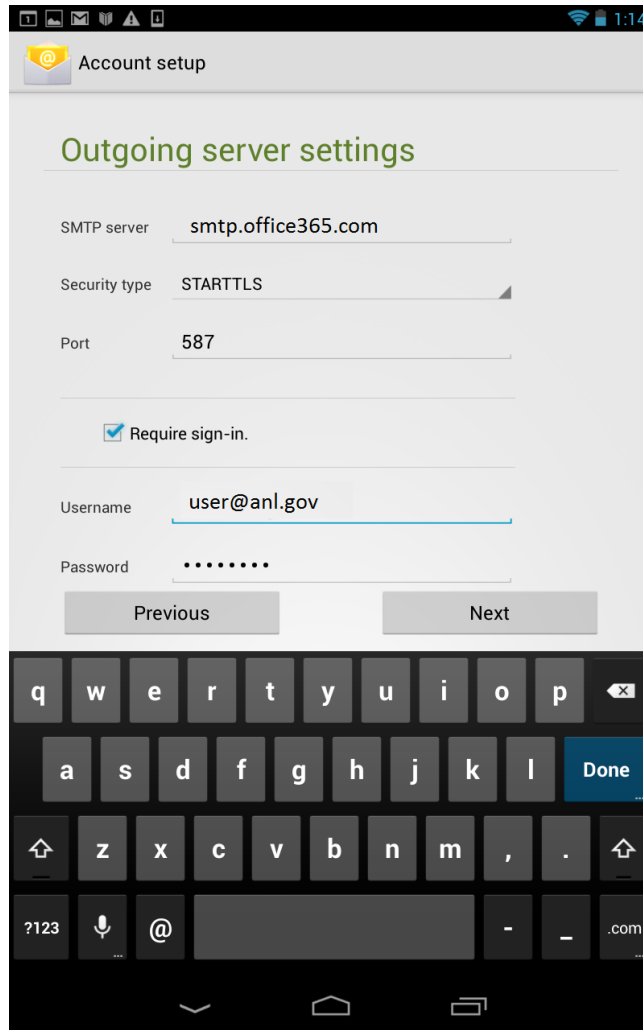 1:14
Account setup
Outgoing server settings
SMTP server smtp.office365.com
Security type STARTTLS
Port 587
Require sign-in.
Username user@anl.gov
Password ••••••••
Previous Next
q w e r t y u i o p
a s d f g h j k l Done
z x c v b n m , .
?123 @ - _ .com